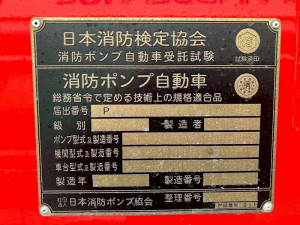 日本消防検定協会
消防ポンプ自動車受託試験
試験承印
消防ポンプ自動車
総務省令で定める技術上の規格適合品
届出番号 P
級別 製造者
ポンプ型式及製造番号
機関型式及製造番号
車台型式及製造番号
製造年 製造番号
日本消防ポンプ協会 整理番号